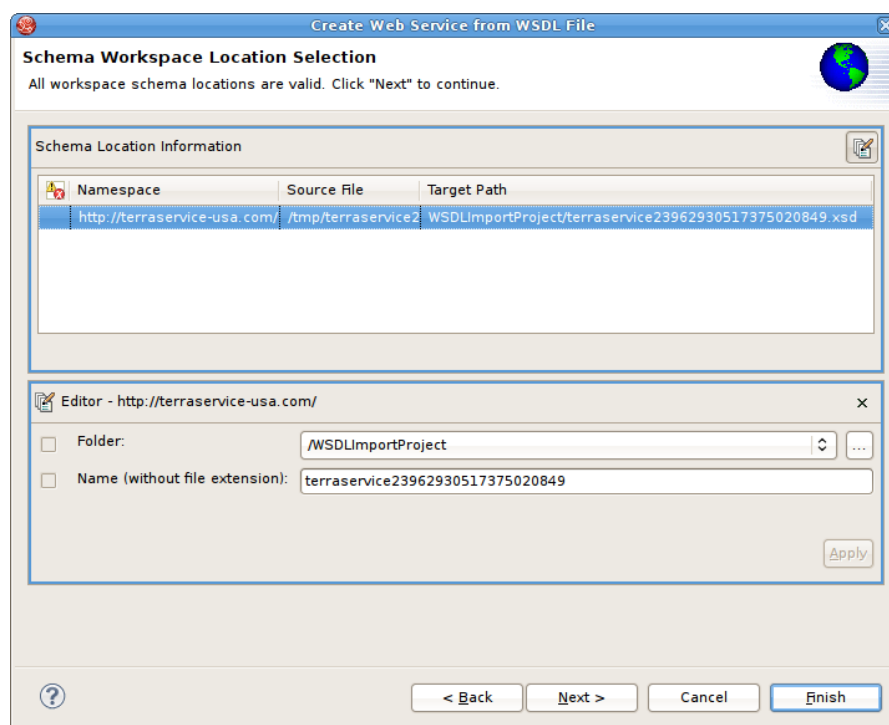 Create Web Service from WSDL File
Schema Workspace Location Selection
All workspace schema locations are valid. Click "Next" to continue.
Schema Location Information
Namespace Source File Target Path
http://terraservice-usa.com/ /tmp/terraservice2 WSDLImportProject/terraservice23962930517375020849.xsd
Editor - http://terraservice-usa.com/
Folder: /WSDLImportProject ...
Name (without file extension): terraservice23962930517375020849
Apply
? < Back Next > Cancel Finish